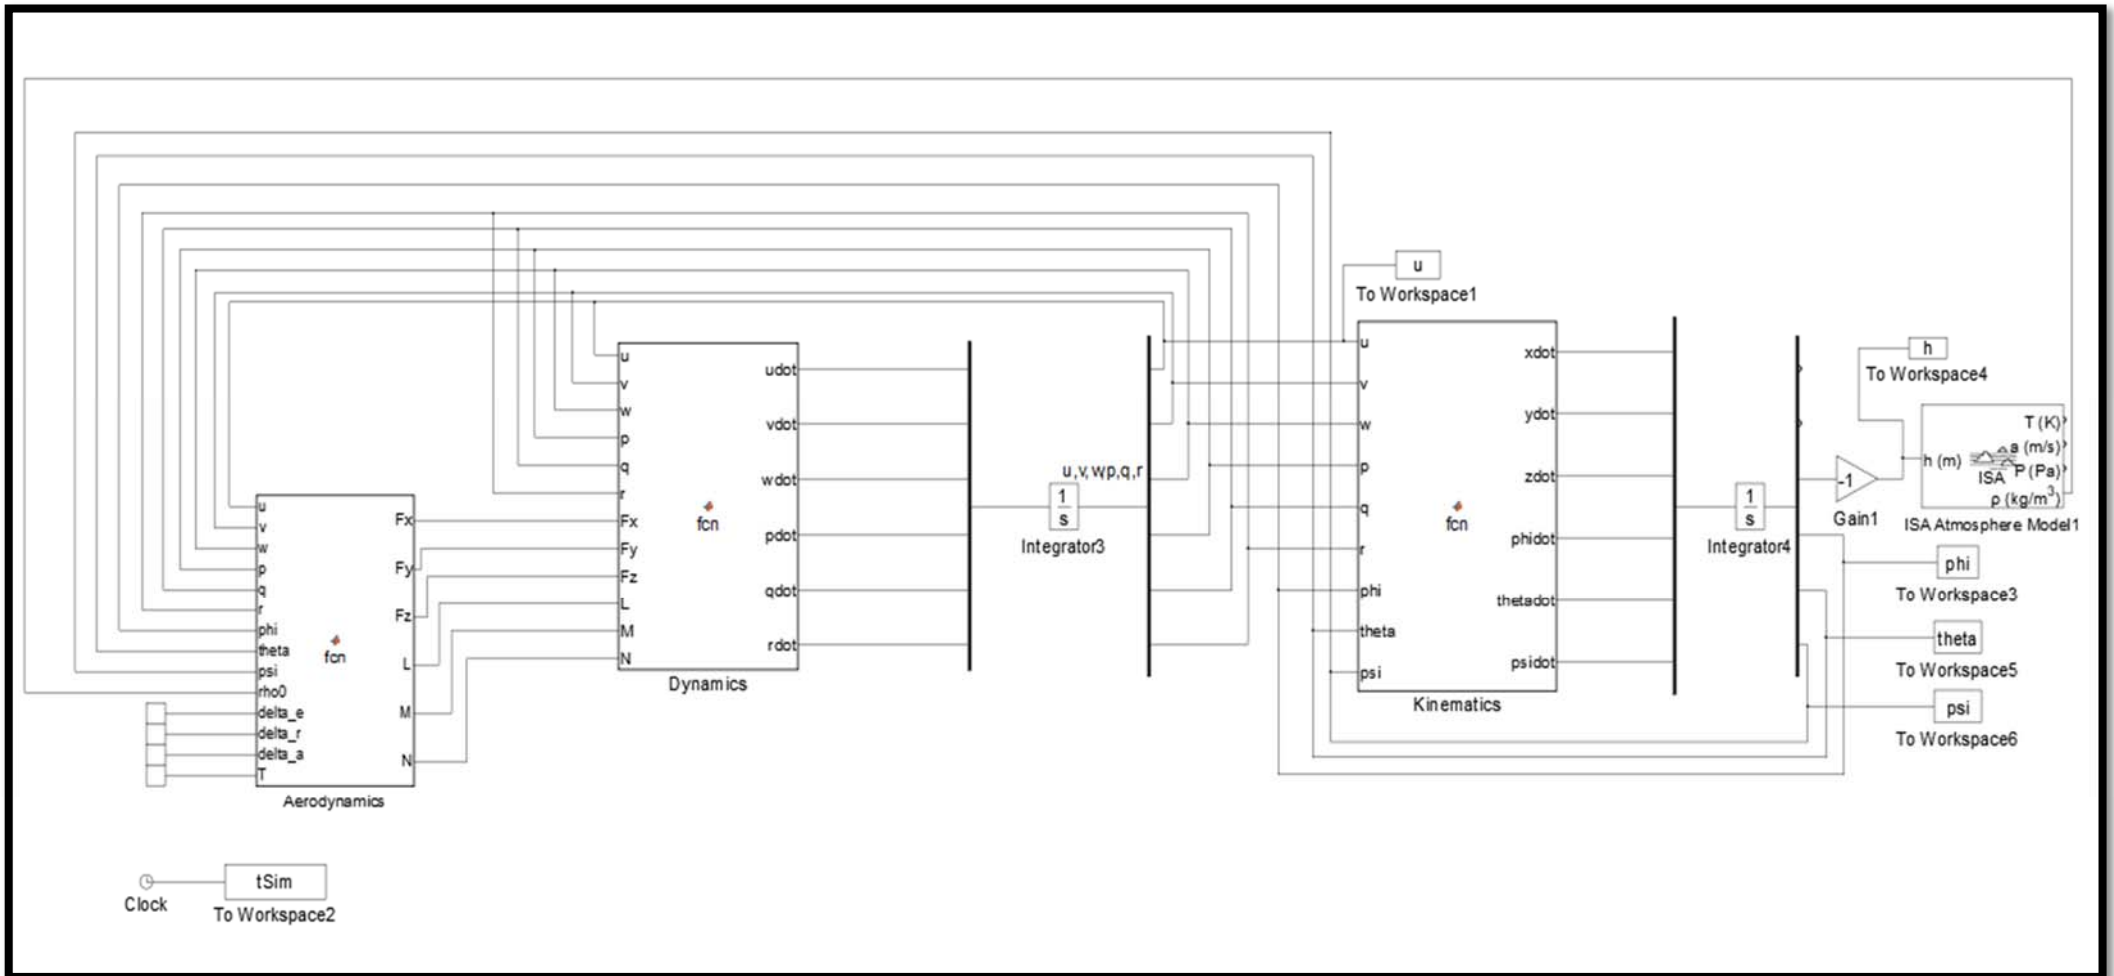 u
To Workspace1
u
v
w
p
q
r
phi
theta
psi
rho0
delta_e
delta_r
delta_a
T
Fx
Fy
Fz
L
M
N
fcn
Aerodynamics
u
v
w
p
q
r
Fx
Fy
Fz
L
M
N
udot
vdot
wdot
pdot
qdot
rdot
fcn
Dynamics
u,v,wp,q,r
1
s
Integrator3
u
v
w
p
q
r
phi
theta
psi
xdot
ydot
zdot
phidot
thetadot
psidot
fcn
Kinematics
1
s
Integrator4
-1
Gain1
h
To Workspace4
h (m)
ISA
T (K)
a (m/s)
P (Pa)
ρ (kg/m³)
ISA Atmosphere Model1
phi
To Workspace3
theta
To Workspace5
psi
To Workspace6
Clock
tSim
To Workspace2